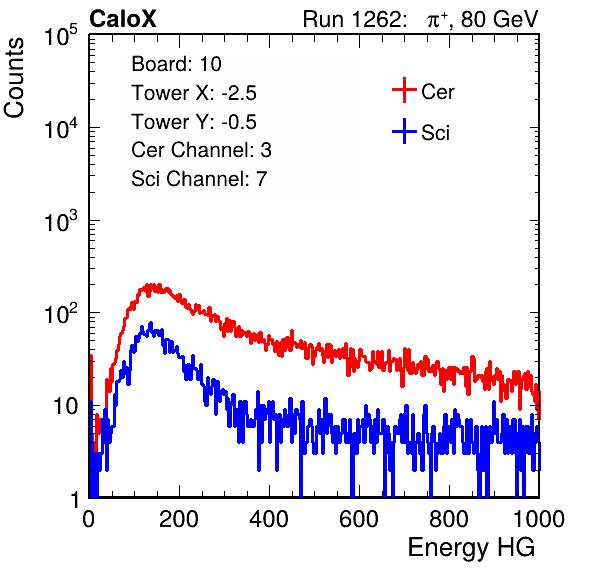 CaloX Run 1262: π⁺, 80 GeV
Counts
10⁵
10⁴
10³
10²
10
1
Board: 10
Tower X: -2.5
Tower Y: -0.5
Cer Channel: 3
Sci Channel: 7
Cer
Sci
0 200 400 600 800 1000
Energy HG